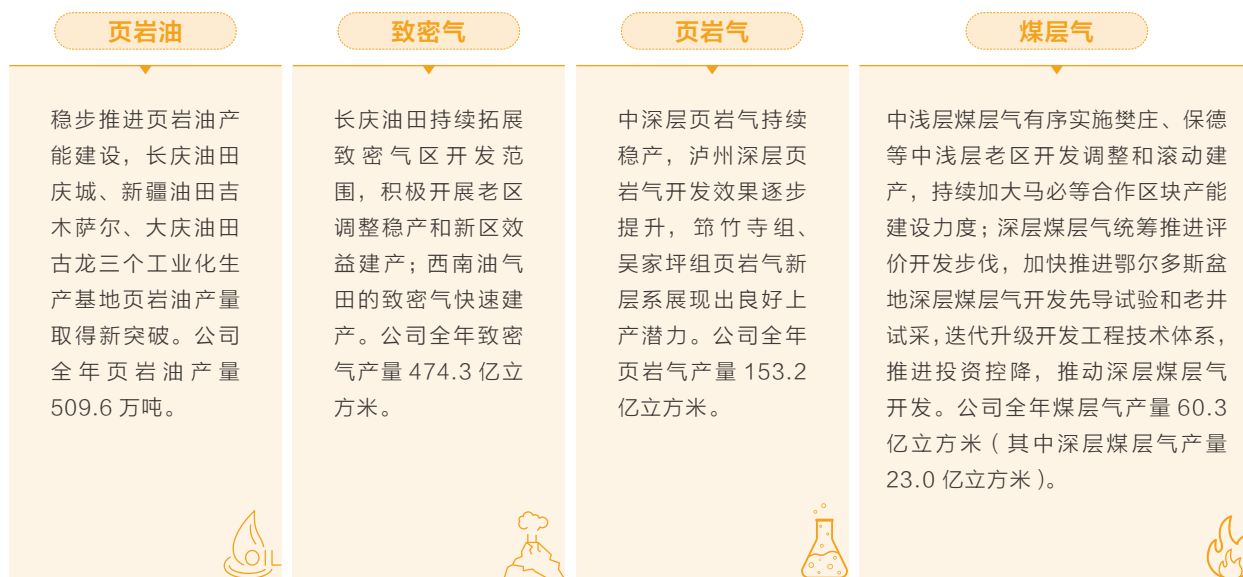 页岩油
稳步推进页岩油产
能建设，长庆油田
庆城、新疆油田吉
木萨尔、大庆油田
古龙三个工业化生
产基地页岩油产量
取得新突破。公司
全年页岩油产量
509.6 万吨。
OIL
致密气
长庆油田持续拓展
致密气区开发范
围，积极开展老区
调整稳产和新区效
益建产；西南油气
田的致密气快速建
产。公司全年致密
气产量 474.3 亿立
方米。
页岩气
中深层页岩气持续
稳产，泸州深层页
岩气开发效果逐步
提升，筇竹寺组、
吴家坪组页岩气新
层系展现出良好上
产潜力。公司全年
页岩气产量 153.2
亿立方米。
煤层气
中浅层煤层气有序实施樊庄、保德
等中浅层老区开发调整和滚动建
产，持续加大马必等合作区块产能
建设力度；深层煤层气统筹推进评
价开发步伐，加快推进鄂尔多斯盆
地深层煤层气开发先导试验和老井
试采，迭代升级开发工程技术体系，
推进投资控降，推动深层煤层气
开发。公司全年煤层气产量 60.3
亿立方米（其中深层煤层气产量
23.0 亿立方米）。